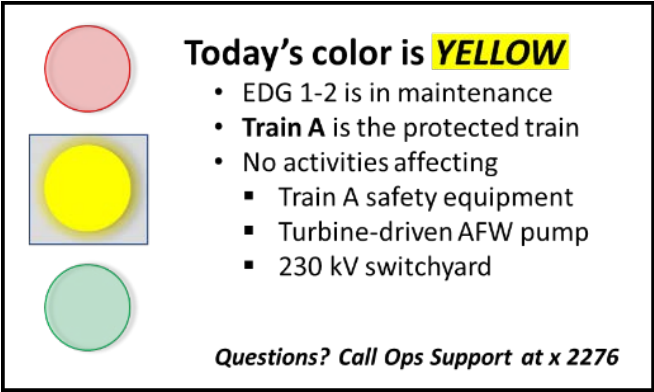 Today's color is YELLOW
• EDG 1-2 is in maintenance
• Train A is the protected train
• No activities affecting
▪ Train A safety equipment
▪ Turbine-driven AFW pump
▪ 230 kV switchyard
Questions? Call Ops Support at x 2276